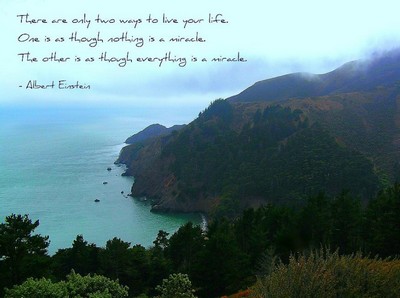 There are only two ways to live your life.
One is as though nothing is a miracle.
The other is as though everything is a miracle.
- Albert Einstein